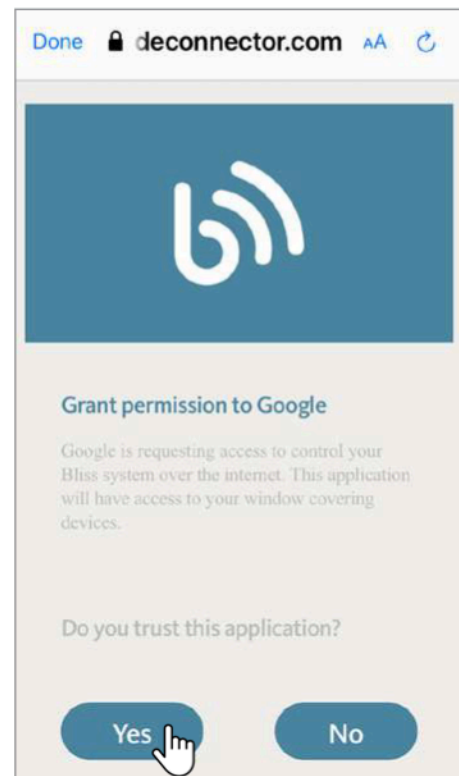 Done deconnector.com AA
Grant permission to Google
Google is requesting access to control your
Bliss system over the internet. This application
will have access to your window covering
devices.
Do you trust this application?
Yes No